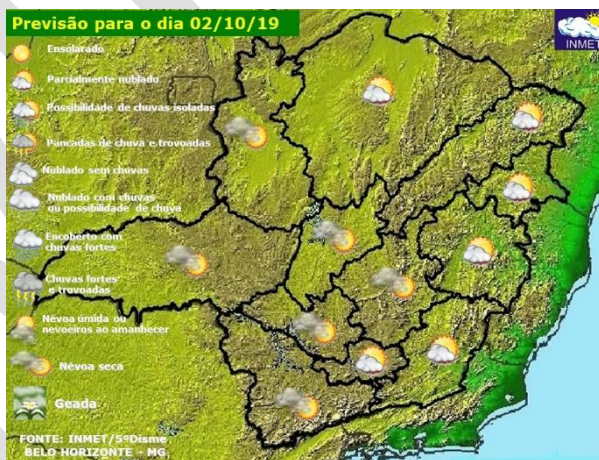 Previsão para o dia 02/10/19
INMET
Ensolarado
Parcialmente nublado
Possibilidade de chuvas isoladas
Pancadas de chuva e trovoadas
Nublado sem chuvas
Nublado com chuvas
ou possibilidade de chuva
Encoberto com
chuvas fortes
Chuvas fortes
e trovoadas
Névoa úmida ou
nevoeiros ao amanhecer
Névoa seca
Geada
FONTE: INMET/5ºDisme
BELO HORIZONTE - MG